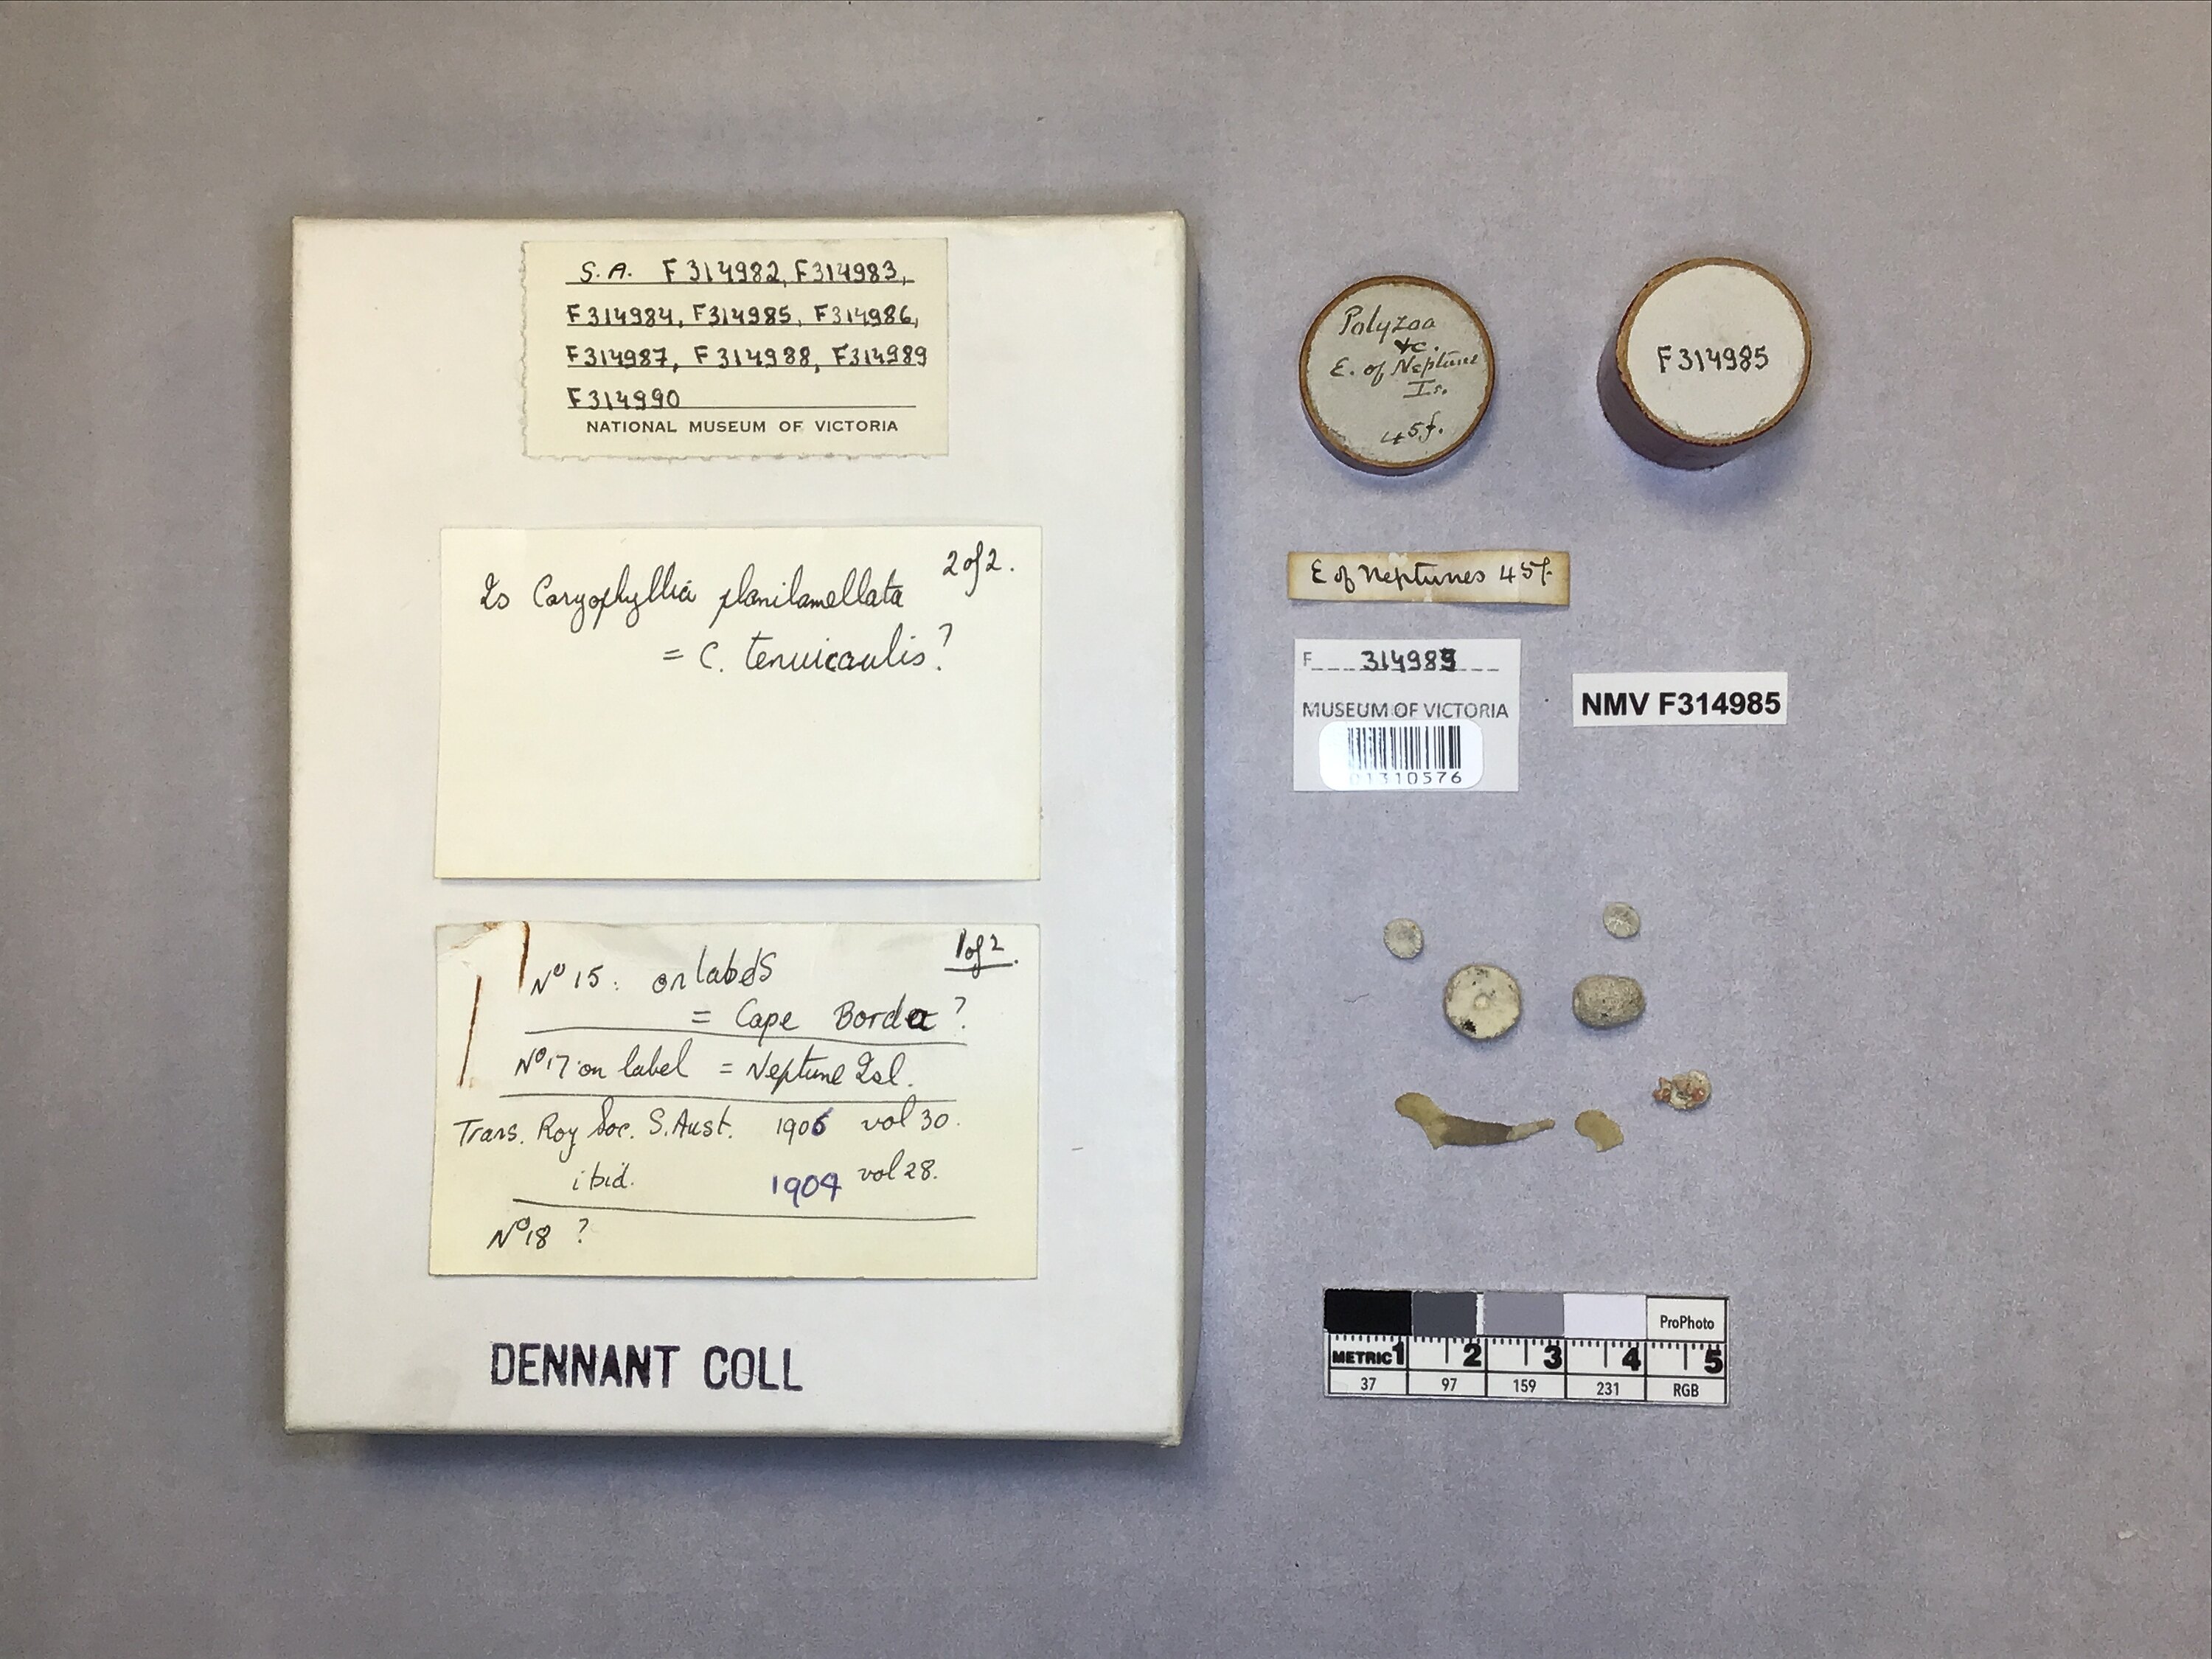 S.A. F314982, F314983,
F314984, F314985, F314986,
F314987, F314988, F314989
F314990
NATIONAL MUSEUM OF VICTORIA
2 of 2.
Is Caryophyllia planilamellata
= C. tenuicaulis?
1 of 2.
No 15: on labels
= Cape Borda?
No 17 on label = Neptune Isl.
Trans. Roy Soc. S. Aust. 1906 vol 30.
ibid. 1904 vol 28.
No 18 ?
DENNANT COLL
Polyzoa
&c.
E. of Neptune
Is.
45f.
F314985
E of Neptunes 45f.
F 314985
MUSEUM OF VICTORIA
01310576
NMV F314985
ProPhoto
METRIC 1 2 3 4 5
37 97 159 231 RGB